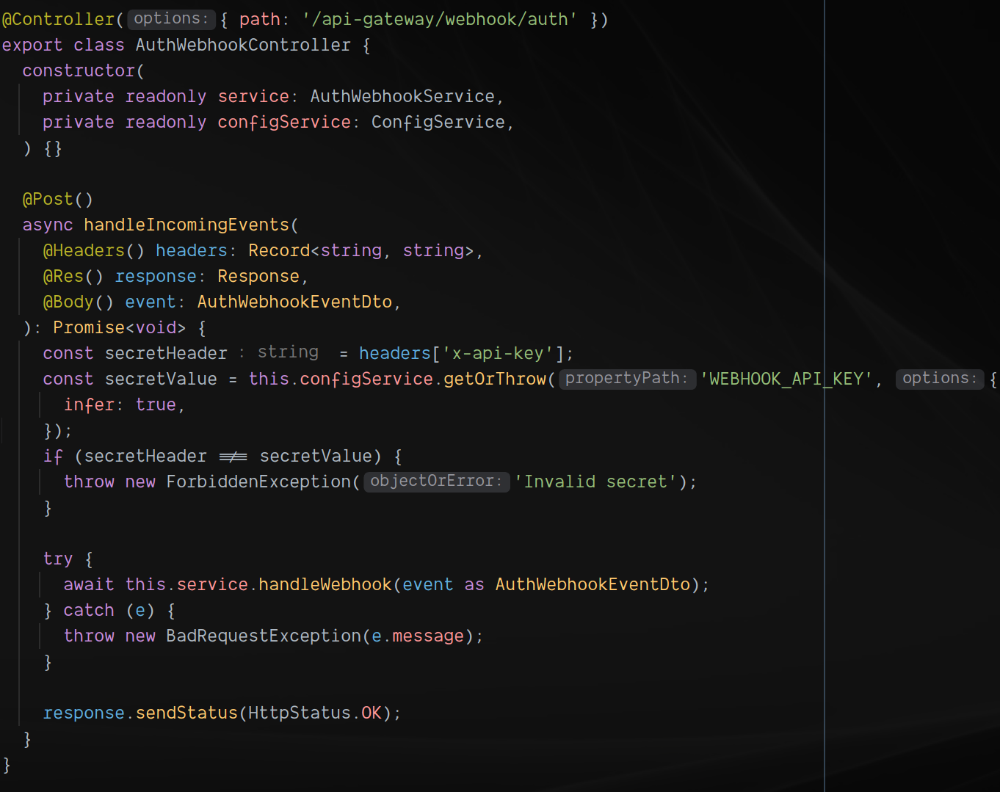 @Controller( options: { path: '/api-gateway/webhook/auth' })
export class AuthWebhookController {
  constructor(
    private readonly service: AuthWebhookService,
    private readonly configService: ConfigService,
  ) {}

  @Post()
  async handleIncomingEvents(
    @Headers() headers: Record<string, string>,
    @Res() response: Response,
    @Body() event: AuthWebhookEventDto,
  ): Promise<void> {
    const secretHeader : string = headers['x-api-key'];
    const secretValue = this.configService.getOrThrow( propertyPath: 'WEBHOOK_API_KEY', options: {
      infer: true,
    });
    if (secretHeader !== secretValue) {
      throw new ForbiddenException( objectOrError: 'Invalid secret');
    }

    try {
      await this.service.handleWebhook(event as AuthWebhookEventDto);
    } catch (e) {
      throw new BadRequestException(e.message);
    }

    response.sendStatus(HttpStatus.OK);
  }
}